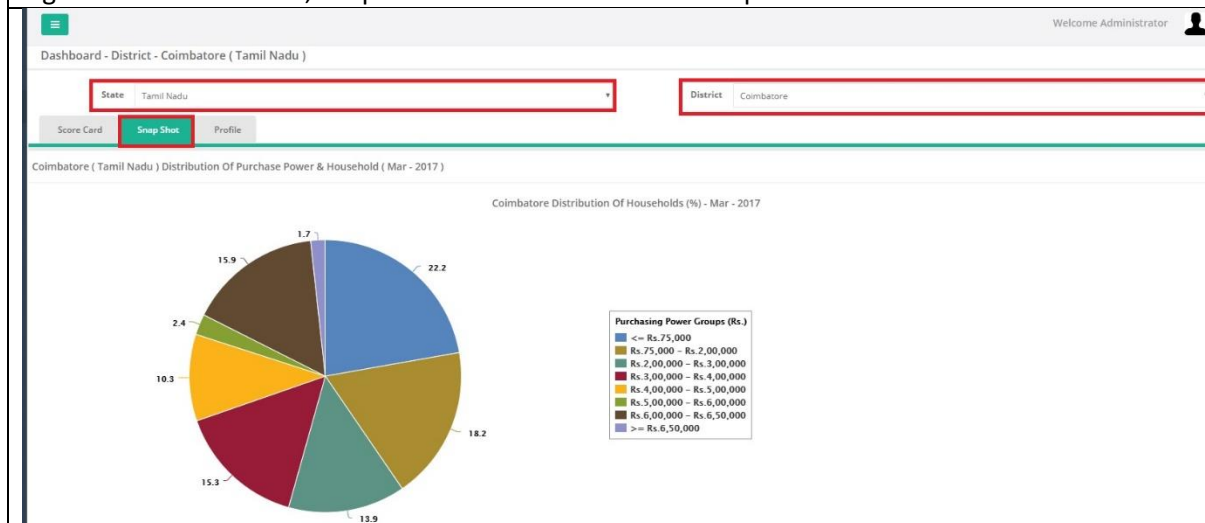 Welcome Administrator
Dashboard - District - Coimbatore ( Tamil Nadu )
State Tamil Nadu District Coimbatore
Score Card Snap Shot Profile
Coimbatore ( Tamil Nadu ) Distribution Of Purchase Power & Household ( Mar - 2017 )
Coimbatore Distribution Of Households (%) - Mar - 2017
1.7
15.9
22.2
2.4
10.3
18.2
15.3
13.9
Purchasing Power Groups (Rs.)
<= Rs.75,000
Rs.75,000 - Rs.2,00,000
Rs.2,00,000 - Rs.3,00,000
Rs.3,00,000 - Rs.4,00,000
Rs.4,00,000 - Rs.5,00,000
Rs.5,00,000 - Rs.6,00,000
Rs.6,00,000 - Rs.6,50,000
>= Rs.6,50,000